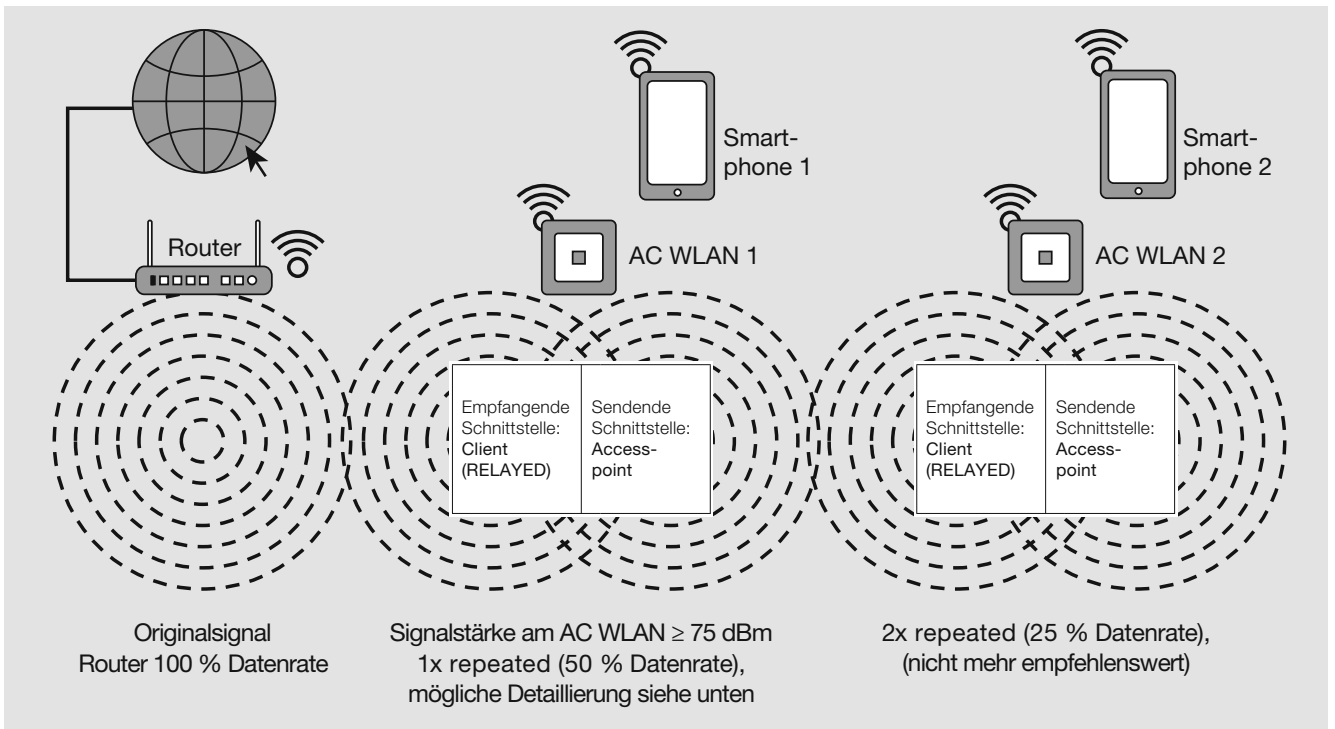 Smart-
phone 1
Smart-
phone 2
Router
AC WLAN 1
AC WLAN 2
Empfangende
Schnittstelle:
Client
(RELAYED)
Sendende
Schnittstelle:
Access-
point
Empfangende
Schnittstelle:
Client
(RELAYED)
Sendende
Schnittstelle:
Access-
point
Originalsignal
Router 100 % Datenrate
Signalstärke am AC WLAN ≥ 75 dBm
1x repeated (50 % Datenrate),
mögliche Detaillierung siehe unten
2x repeated (25 % Datenrate),
(nicht mehr empfehlenswert)